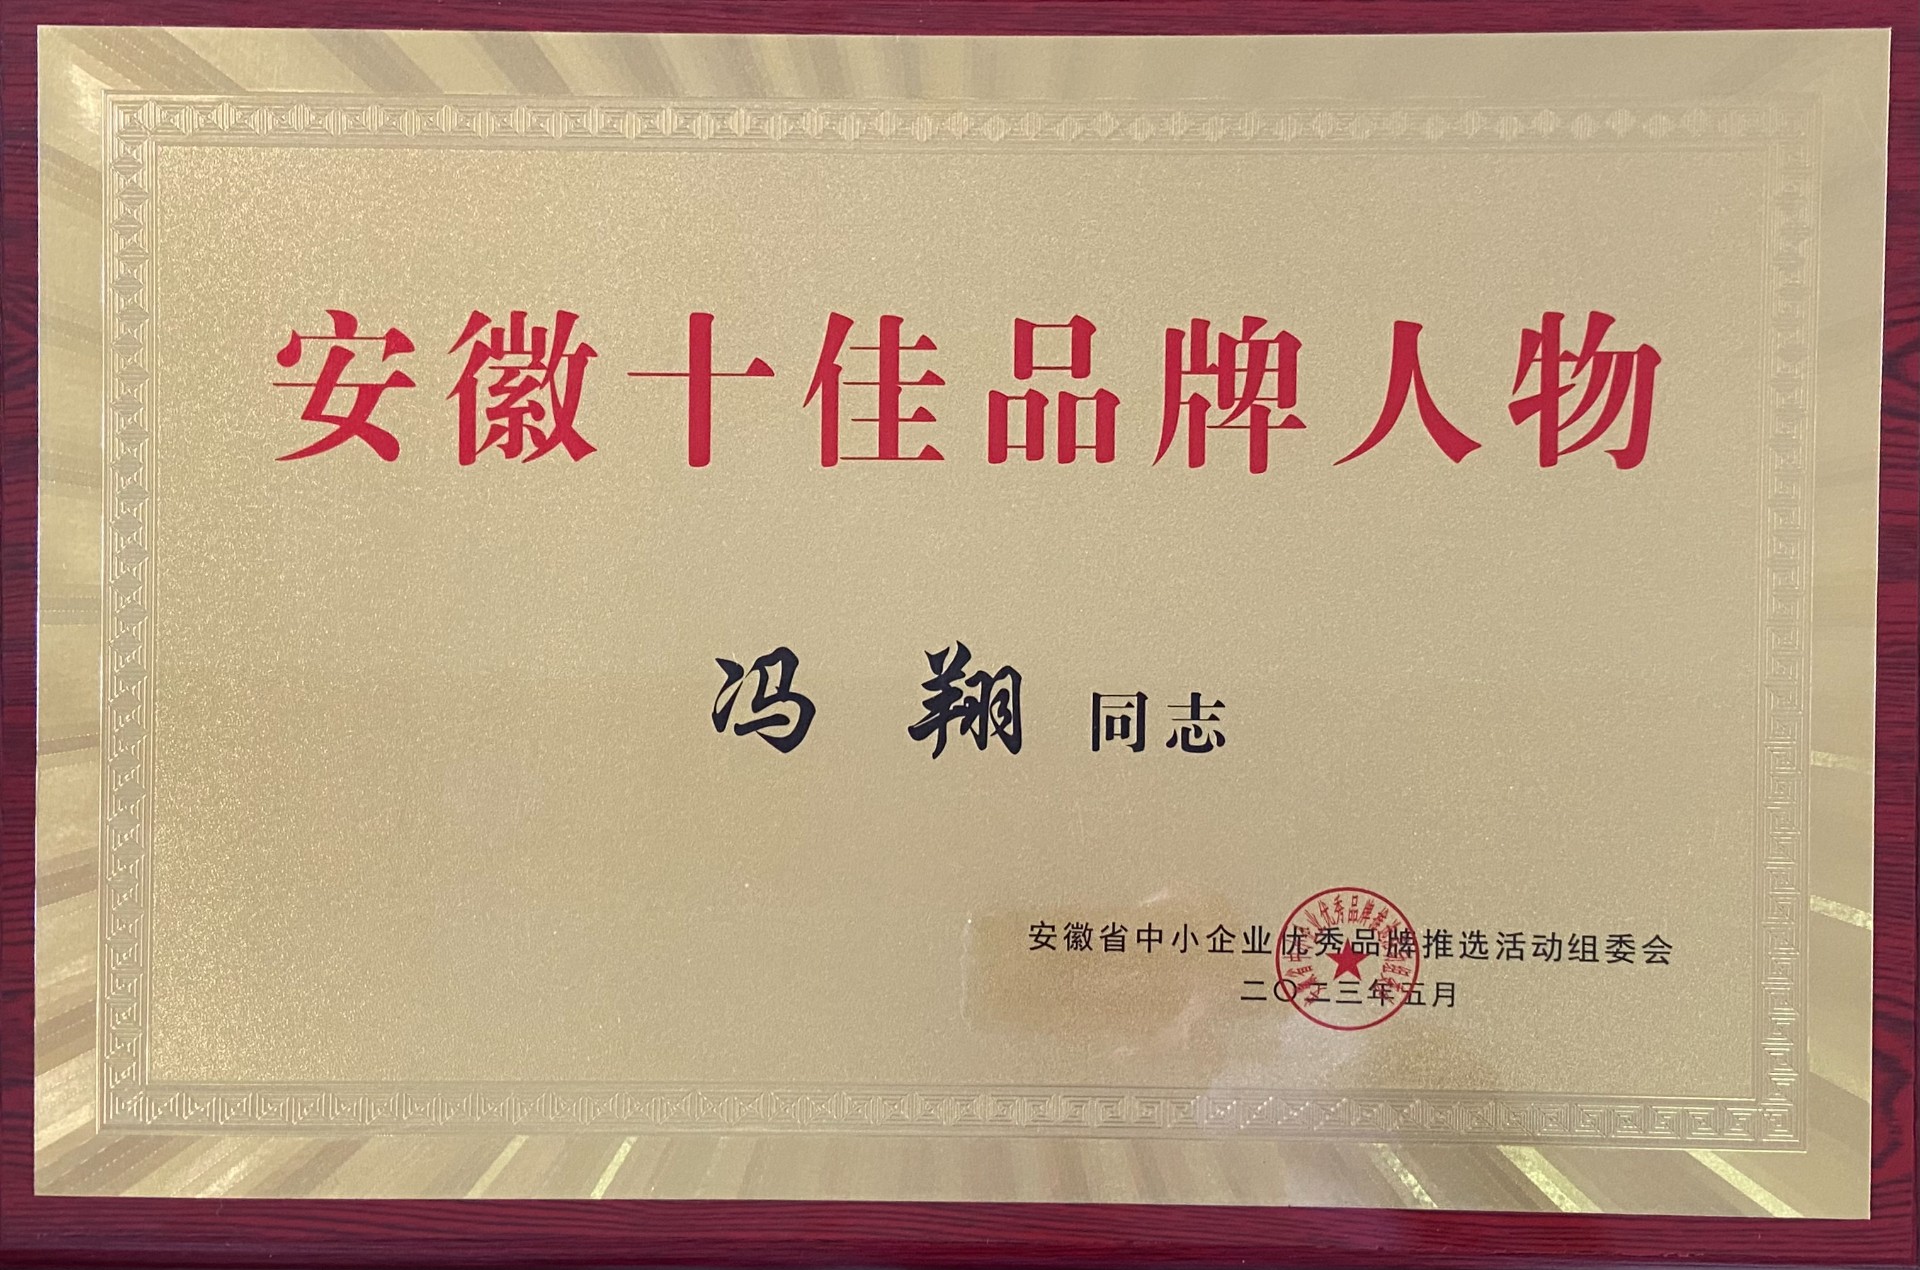 安徽十佳品牌人物
冯翔同志
安徽省中小企业优秀品牌推选活动组委会
二〇二三年五月